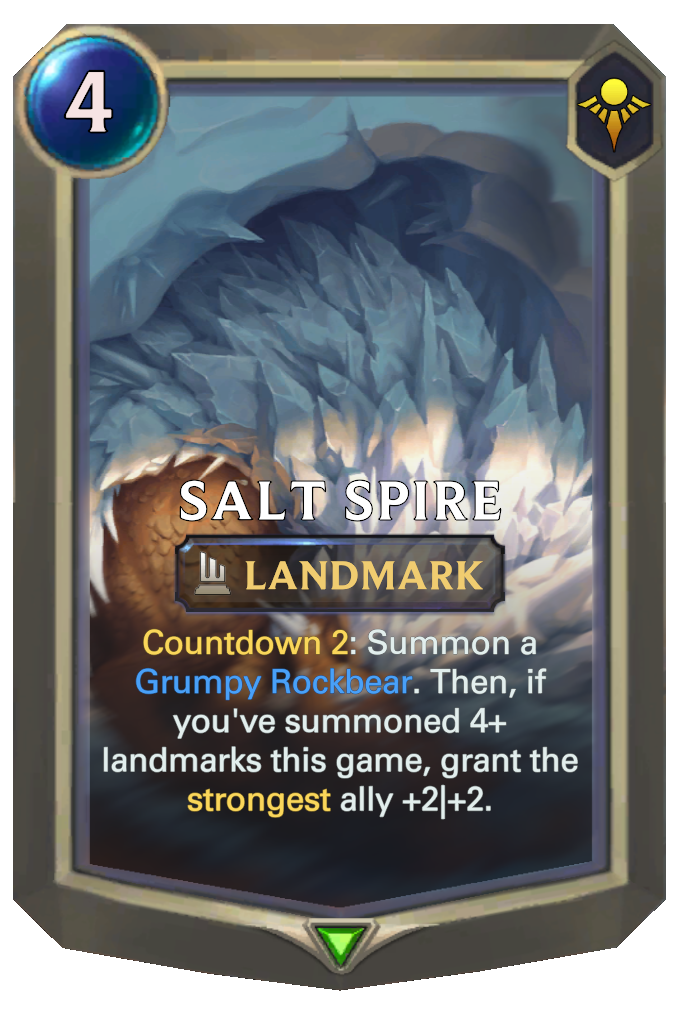 4
SALT SPIRE
LANDMARK
Countdown 2: Summon a
Grumpy Rockbear. Then, if
you've summoned 4+
landmarks this game, grant the
strongest ally +2|+2.